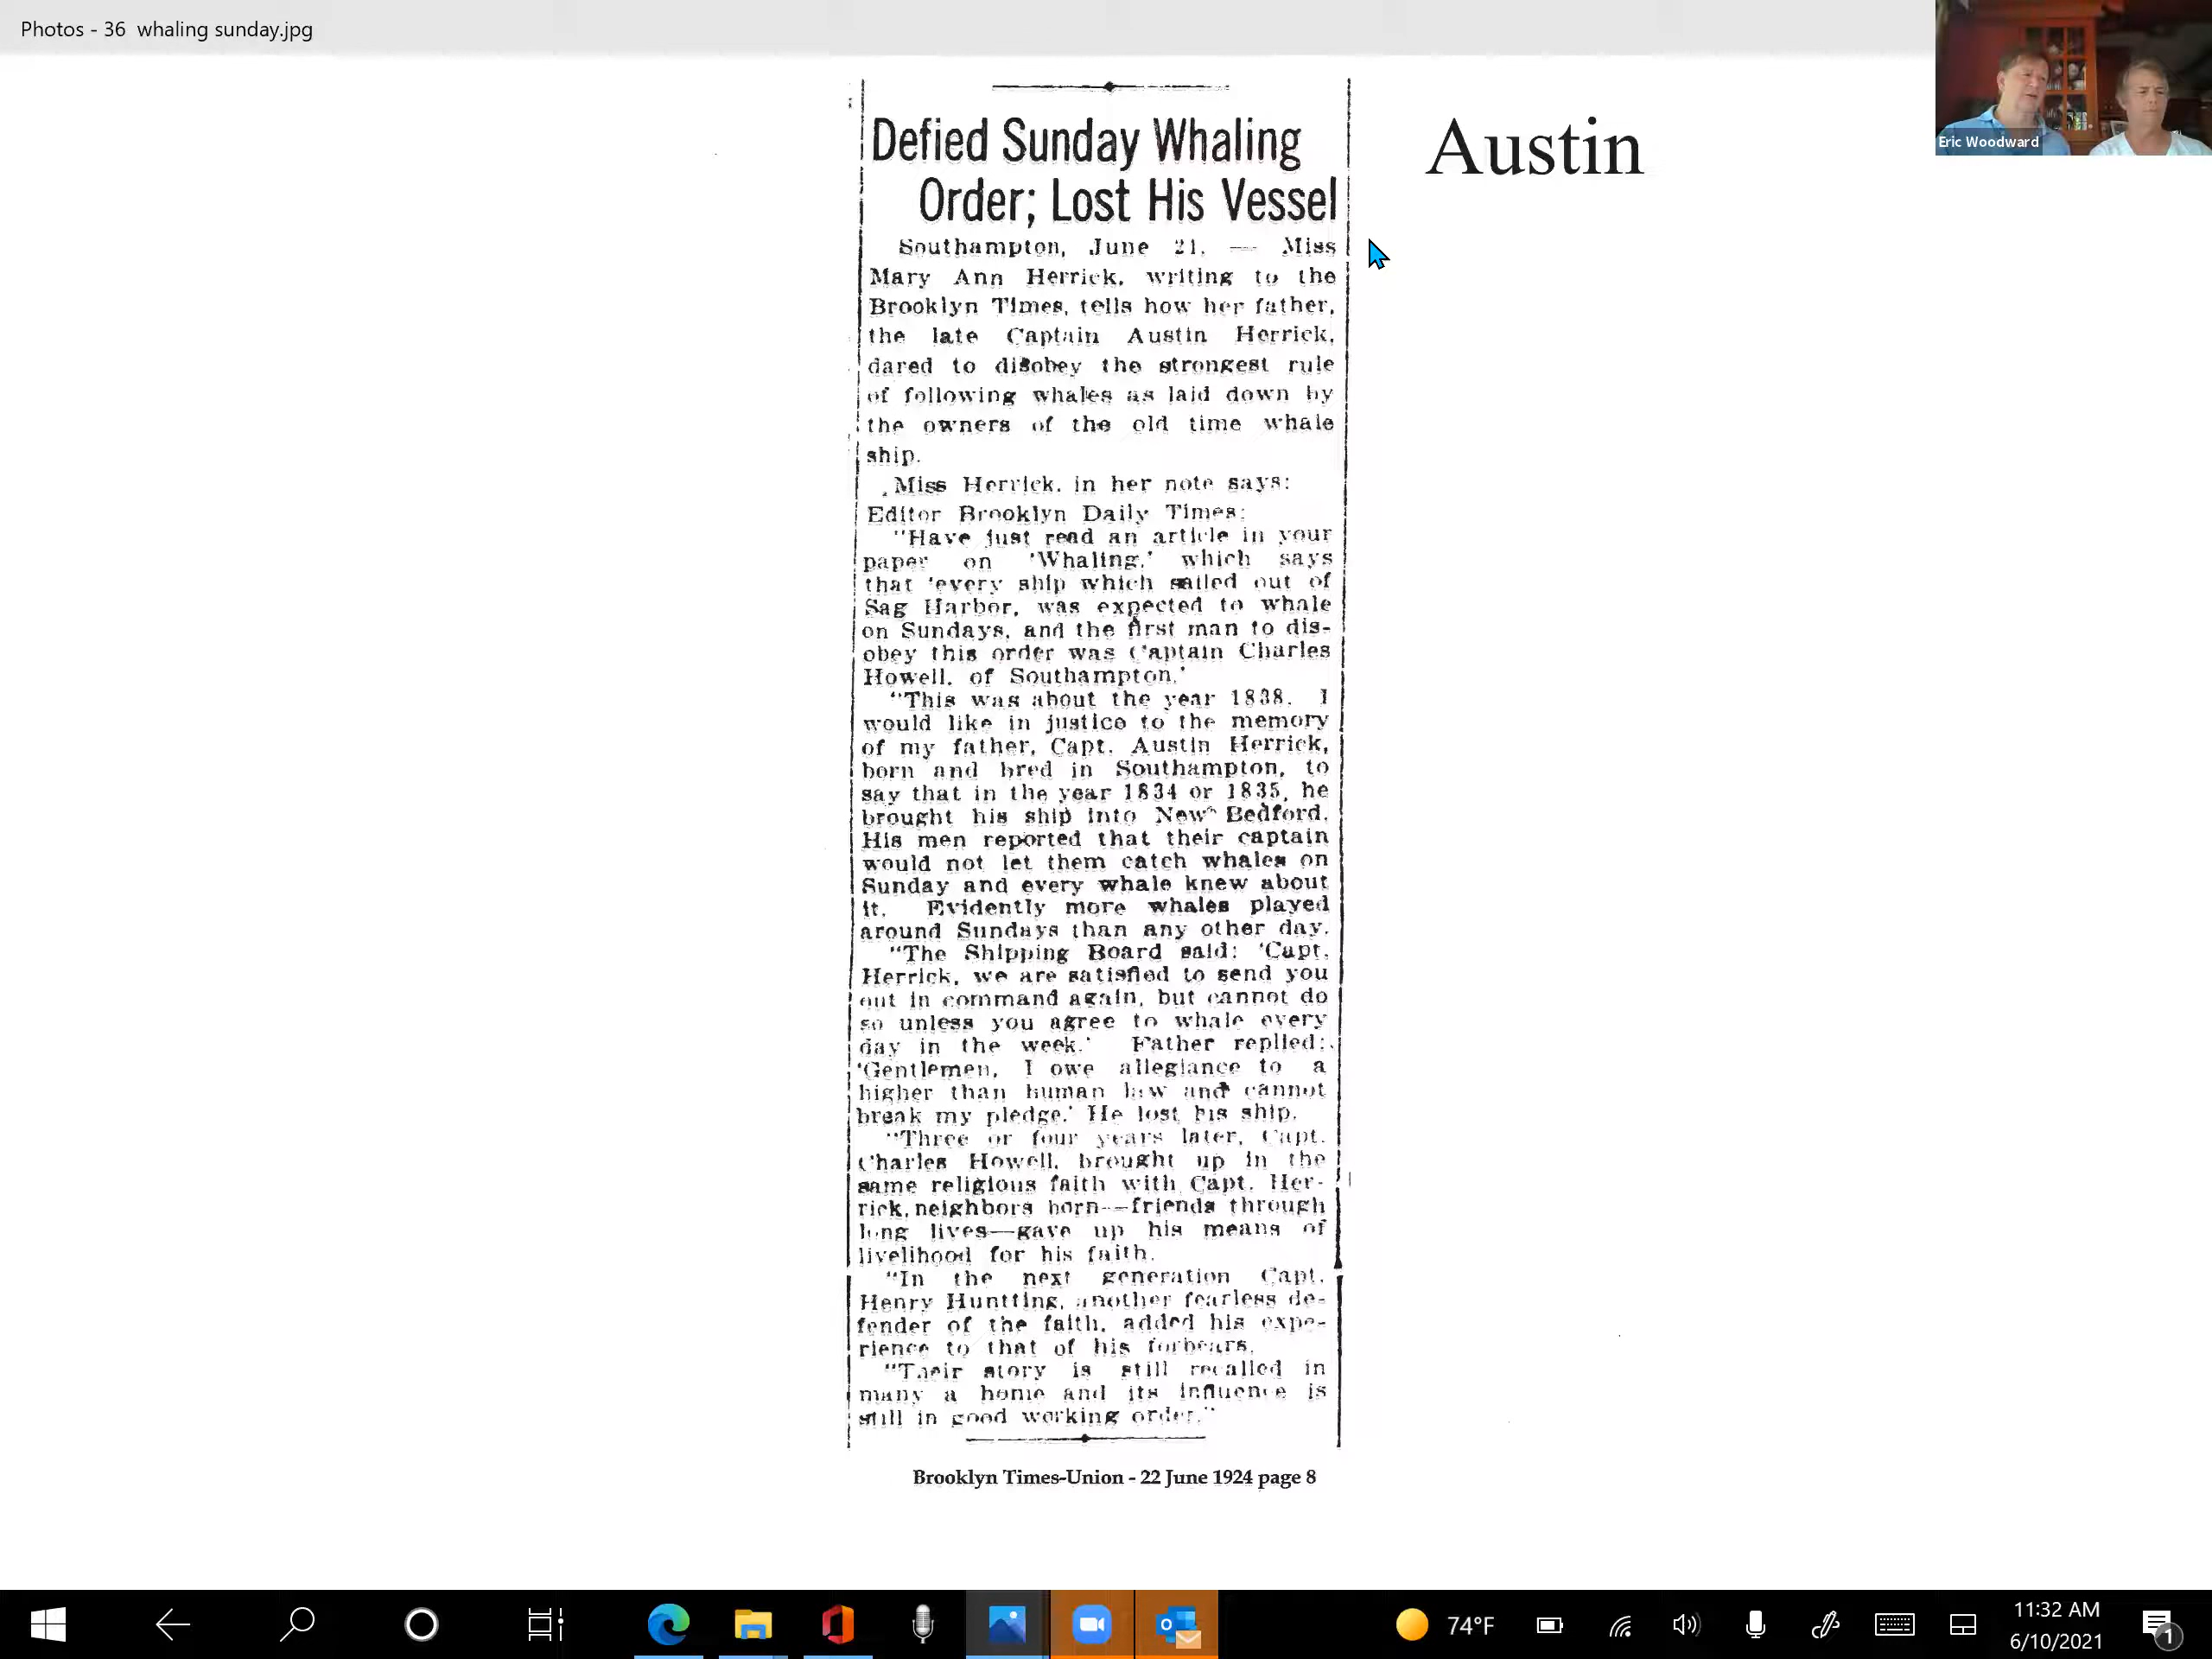 Photos - 36 whaling sunday.jpg
Eric Woodward
Austin
Defied Sunday Whaling
Order; Lost His Vessel
Southampton, June 21. — Miss
Mary Ann Herrick, writing to the
Brooklyn Times, tells how her father,
the late Captain Austin Herrick,
dared to disobey the strongest rule
of following whales as laid down by
the owners of the old time whale
ship.
Miss Herrick, in her note says:
Editor Brooklyn Daily Times:
"Have just read an article in your
paper on 'Whaling,' which says
that 'every ship which sailed out of
Sag Harbor, was expected to whale
on Sundays, and the first man to dis-
obey this order was Captain Charles
Howell, of Southampton.'
"This was about the year 1838. I
would like in justice to the memory
of my father, Capt. Austin Herrick,
born and bred in Southampton, to
say that in the year 1834 or 1835, he
brought his ship into New Bedford.
His men reported that their captain
would not let them catch whales on
Sunday and every whale knew about
it. Evidently more whales played
around Sundays than any other day.
"The Shipping Board said: 'Capt.
Herrick, we are satisfied to send you
out in command again, but cannot do
so unless you agree to whale every
day in the week.' Father replied:
'Gentlemen, I owe allegiance to a
higher than human law and cannot
break my pledge.' He lost his ship.
"Three or four years later, Capt.
Charles Howell, brought up in the
same religious faith with Capt. Her-
rick, neighbors born—friends through
long lives—gave up his means of
livelihood for his faith.
"In the next generation Capt.
Henry Huntting, another fearless de-
fender of the faith, added his expe-
rience to that of his forbears.
"Their story is still recalled in
many a home and its influence is
still in good working order."
Brooklyn Times-Union - 22 June 1924 page 8
74°F
11:32 AM
6/10/2021
1